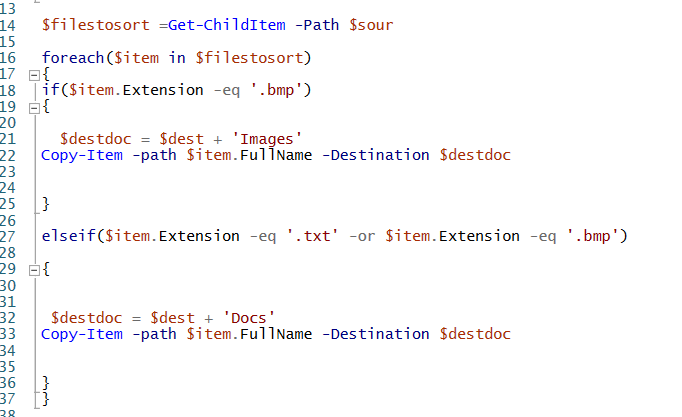 13
14 $filestosort =Get-ChildItem -Path $sour
15
16 foreach($item in $filestosort)
17 {
18 if($item.Extension -eq '.bmp')
19 {
20
21 $destdoc = $dest + 'Images'
22 Copy-Item -path $item.FullName -Destination $destdoc
23
24
25 }
26
27 elseif($item.Extension -eq '.txt' -or $item.Extension -eq '.bmp')
28
29 {
30
31
32 $destdoc = $dest + 'Docs'
33 Copy-Item -path $item.FullName -Destination $destdoc
34
35
36 }
37 }
38